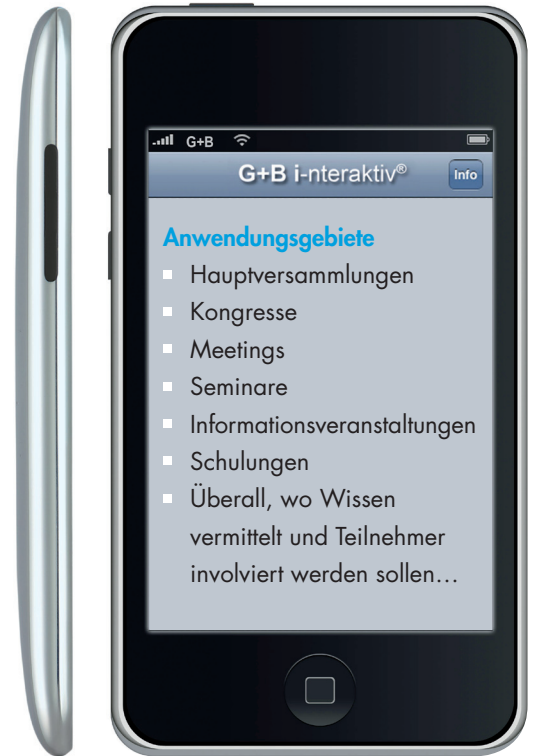 G+B
G+B i-nteraktiv®
Info
Anwendungsgebiete
Hauptversammlungen
Kongresse
Meetings
Seminare
Informationsveranstaltungen
Schulungen
Überall, wo Wissen
vermittelt und Teilnehmer
involviert werden sollen...